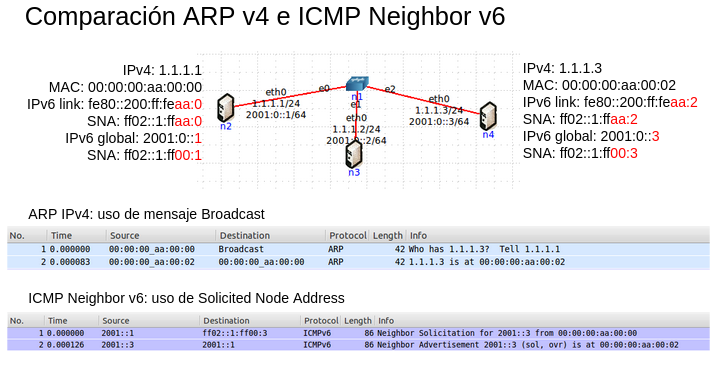 Comparación ARP v4 e ICMP Neighbor v6
IPv4: 1.1.1.1
MAC: 00:00:00:aa:00:00
IPv6 link: fe80::200:ff:feaa:0
SNA: ff02::1:ffaa:0
IPv6 global: 2001:0::1
SNA: ff02::1:ff00:1
eth0
1.1.1.1/24
2001:0::1/64
n2
e0
n1
e1
e2
eth0
1.1.1.2/24
2001:0::2/64
n3
eth0
1.1.1.3/24
2001:0::3/64
n4
IPv4: 1.1.1.3
MAC: 00:00:00:aa:00:02
IPv6 link: fe80::200:ff:feaa:2
SNA: ff02::1:ffaa:2
IPv6 global: 2001:0::3
SNA: ff02::1:ff00:3
ARP IPv4: uso de mensaje Broadcast
No. Time Source Destination Protocol Length Info
1 0.000000 00:00:00_aa:00:00 Broadcast ARP 42 Who has 1.1.1.3? Tell 1.1.1.1
2 0.000083 00:00:00_aa:00:02 00:00:00_aa:00:00 ARP 42 1.1.1.3 is at 00:00:00:aa:00:02
ICMP Neighbor v6: uso de Solicited Node Address
No. Time Source Destination Protocol Length Info
1 0.000000 2001::1 ff02::1:ff00:3 ICMPv6 86 Neighbor Solicitation for 2001::3 from 00:00:00:aa:00:00
2 0.000126 2001::3 2001::1 ICMPv6 86 Neighbor Advertisement 2001::3 (sol, ovr) is at 00:00:00:aa:00:02